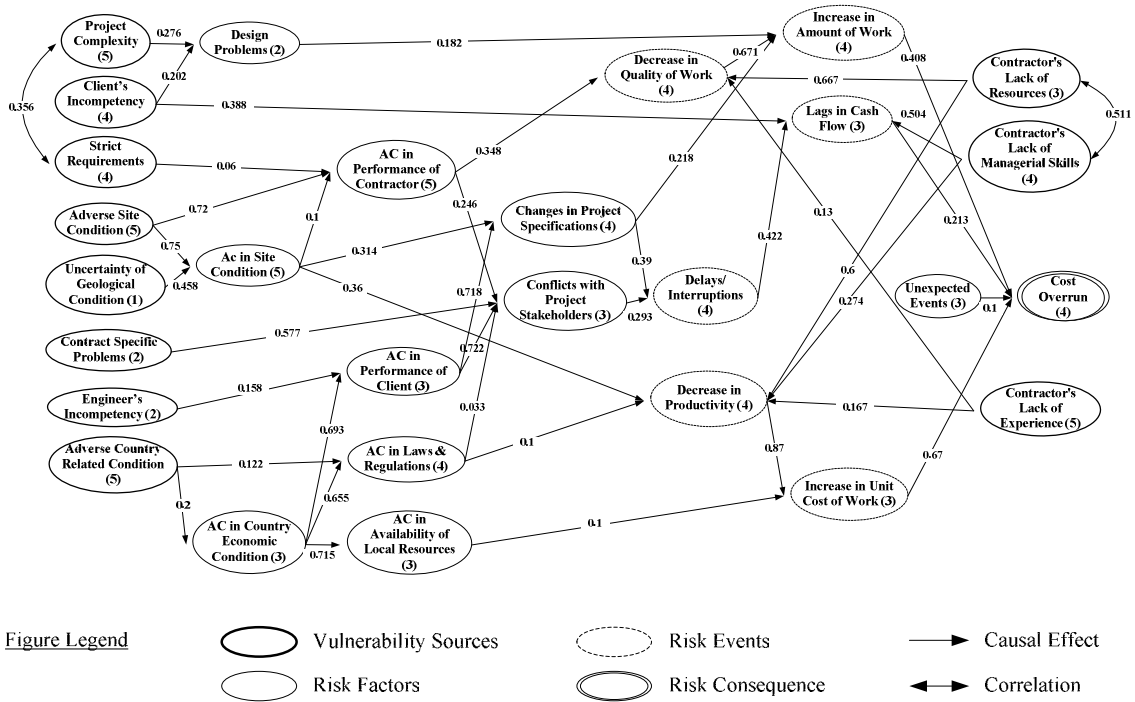 Project
Complexity
(5)
0.276
Design
Problems (2)
0.182
Increase in
Amount of Work
(4)
0.408
0.202
Client's
Incompetency
(4)
0.388
0.356
Strict
Requirements
(4)
0.06
Decrease in
Quality of Work
(4)
0.671
0.667
Contractor's
Lack of
Resources (3)
0.511
Lags in Cash
Flow (3)
0.504
Contractor's
Lack of
Managerial Skills
(4)
AC in
Performance of
Contractor (5)
0.348
0.246
0.218
Adverse Site
Condition (5)
0.72
0.75
0.1
Ac in Site
Condition (5)
0.314
0.36
Uncertainty of
Geological
Condition (1)
0.458
Changes in Project
Specifications (4)
0.39
0.422
0.13
0.213
0.6
0.274
Conflicts with
Project
Stakeholders (3)
0.293
Delays/
Interruptions
(4)
Unexpected
Events (3)
0.1
Cost
Overrun
(4)
0.718
0.722
Contract Specific
Problems (2)
0.577
AC in
Performance of
Client (3)
Engineer's
Incompetency (2)
0.158
0.033
Decrease in
Productivity (4)
0.167
Contractor's
Lack of
Experience (5)
0.87
0.67
Adverse Country
Related Condition
(5)
0.122
0.2
0.693
0.655
0.715
AC in Laws &
Regulations (4)
0.1
AC in Country
Economic
Condition (3)
AC in
Availability of
Local Resources
(3)
0.1
Increase in Unit
Cost of Work (3)
Figure Legend
Vulnerability Sources
Risk Events
Causal Effect
Risk Factors
Risk Consequence
Correlation